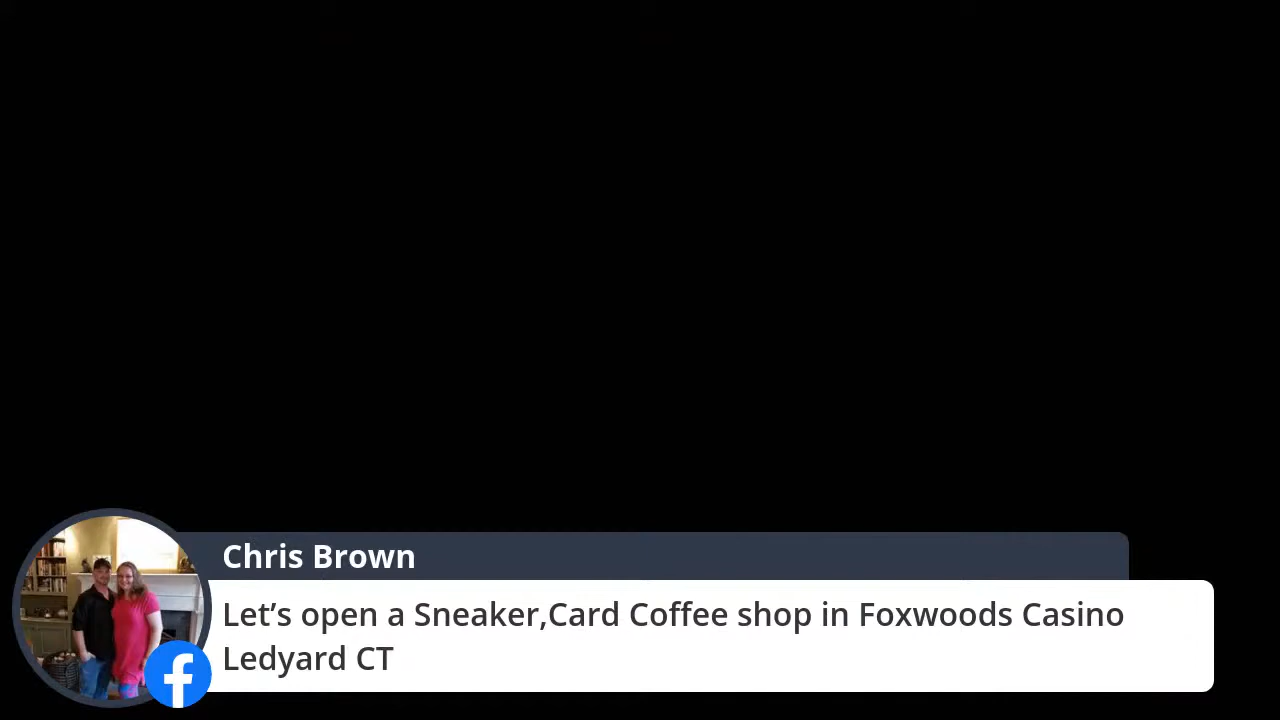 Chris Brown
Let’s open a Sneaker,Card Coffee shop in Foxwoods Casino
Ledyard CT